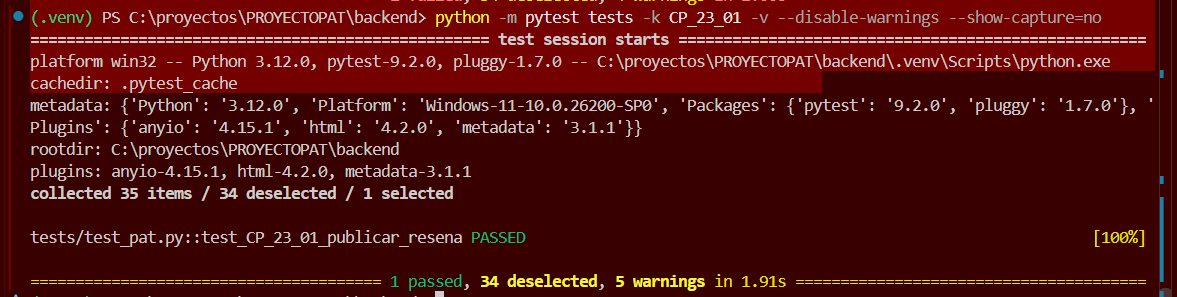 (.venv) PS C:\proyectos\PROYECTOPAT\backend> python -m pytest tests -k CP_23_01 -v --disable-warnings --show-capture=no
================================================= test session starts ==================================================
platform win32 -- Python 3.12.0, pytest-9.2.0, pluggy-1.7.0 -- C:\proyectos\PROYECTOPAT\backend\.venv\Scripts\python.exe
cachedir: .pytest_cache
metadata: {'Python': '3.12.0', 'Platform': 'Windows-11-10.0.26200-SP0', 'Packages': {'pytest': '9.2.0', 'pluggy': '1.7.0'}, '
Plugins': {'anyio': '4.15.1', 'html': '4.2.0', 'metadata': '3.1.1'}}
rootdir: C:\proyectos\PROYECTOPAT\backend
plugins: anyio-4.15.1, html-4.2.0, metadata-3.1.1
collected 35 items / 34 deselected / 1 selected
tests/test_pat.py::test_CP_23_01_publicar_resena PASSED [100%]
===================================== 1 passed, 34 deselected, 5 warnings in 1.91s =====================================